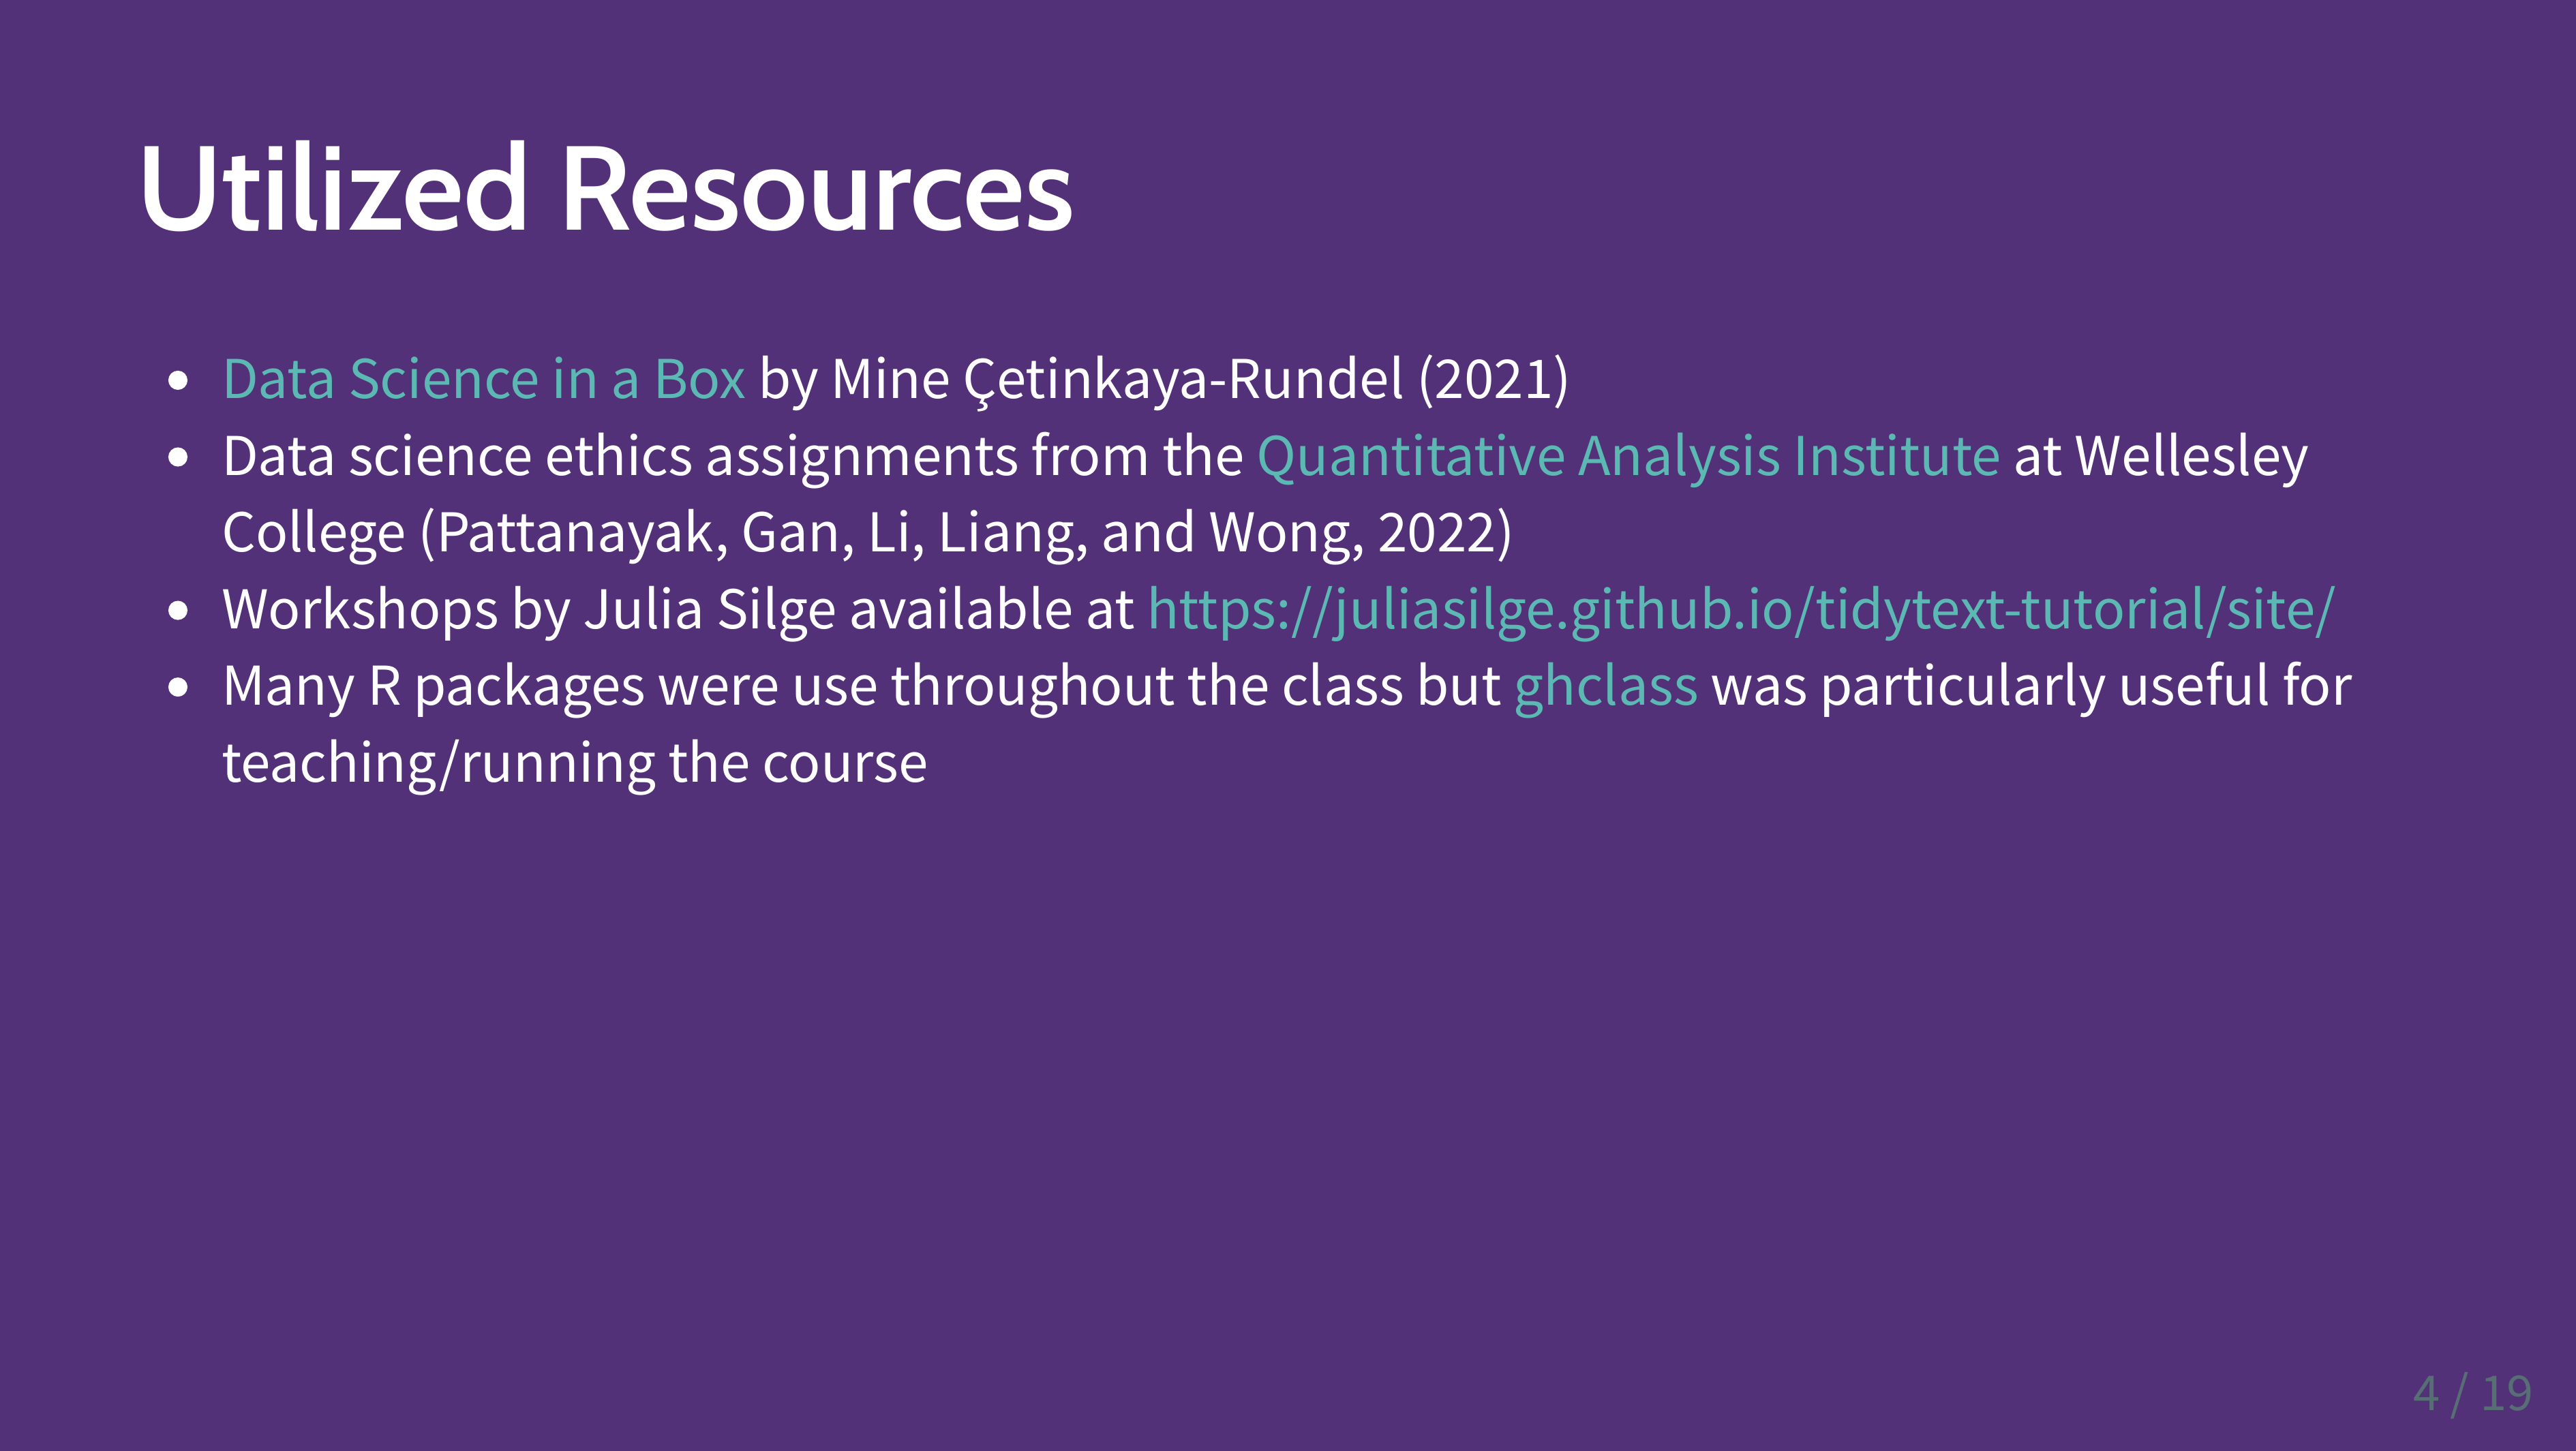 Utilized Resources
• Data Science in a Box by Mine Çetinkaya-Rundel (2021)
• Data science ethics assignments from the Quantitative Analysis Institute at Wellesley
College (Pattanayak, Gan, Li, Liang, and Wong, 2022)
• Workshops by Julia Silge available at https://juliasilge.github.io/tidytext-tutorial/site/
• Many R packages were use throughout the class but ghclass was particularly useful for
teaching/running the course
4 / 19